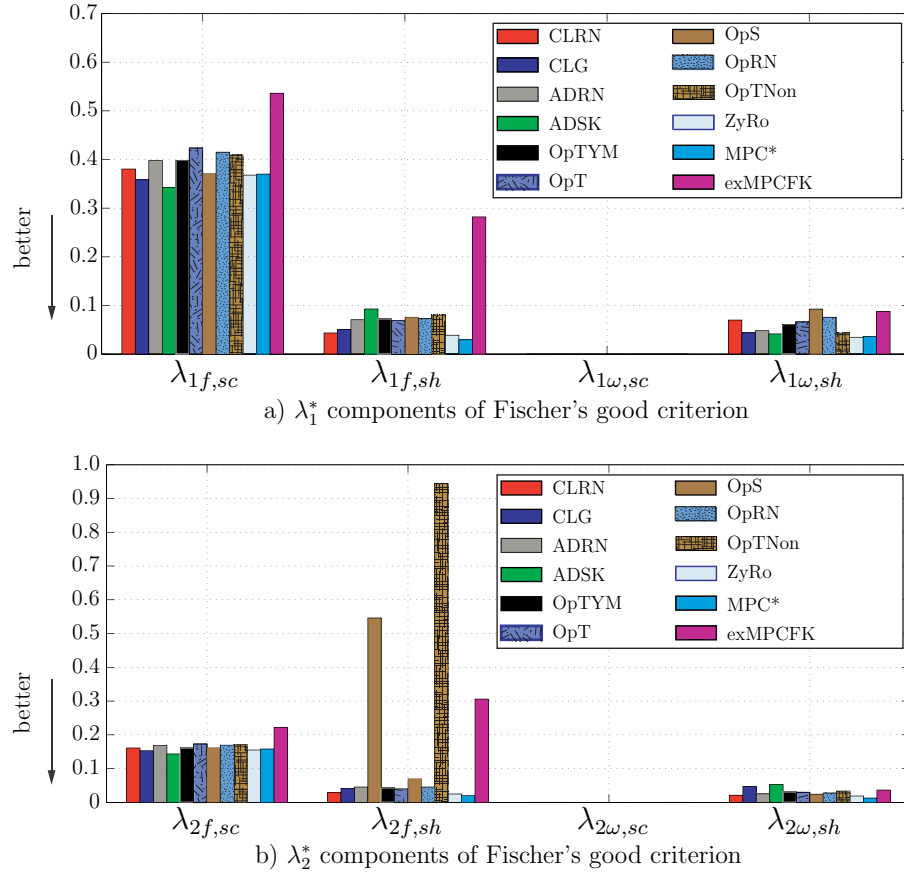 0.7
0.6
0.5
0.4
0.3
0.2
0.1
0
better
CLRN
CLG
ADRN
ADSK
OpTYM
OpT
OpS
OpRN
OpTNon
ZyRo
MPC*
exMPCFK
λ1f,sc
λ1f,sh
λ1ω,sc
λ1ω,sh
a) λ1* components of Fischer's good criterion
1.0
0.9
0.8
0.7
0.6
0.5
0.4
0.3
0.2
0.1
0
better
CLRN
CLG
ADRN
ADSK
OpTYM
OpT
OpS
OpRN
OpTNon
ZyRo
MPC*
exMPCFK
λ2f,sc
λ2f,sh
λ2ω,sc
λ2ω,sh
b) λ2* components of Fischer's good criterion